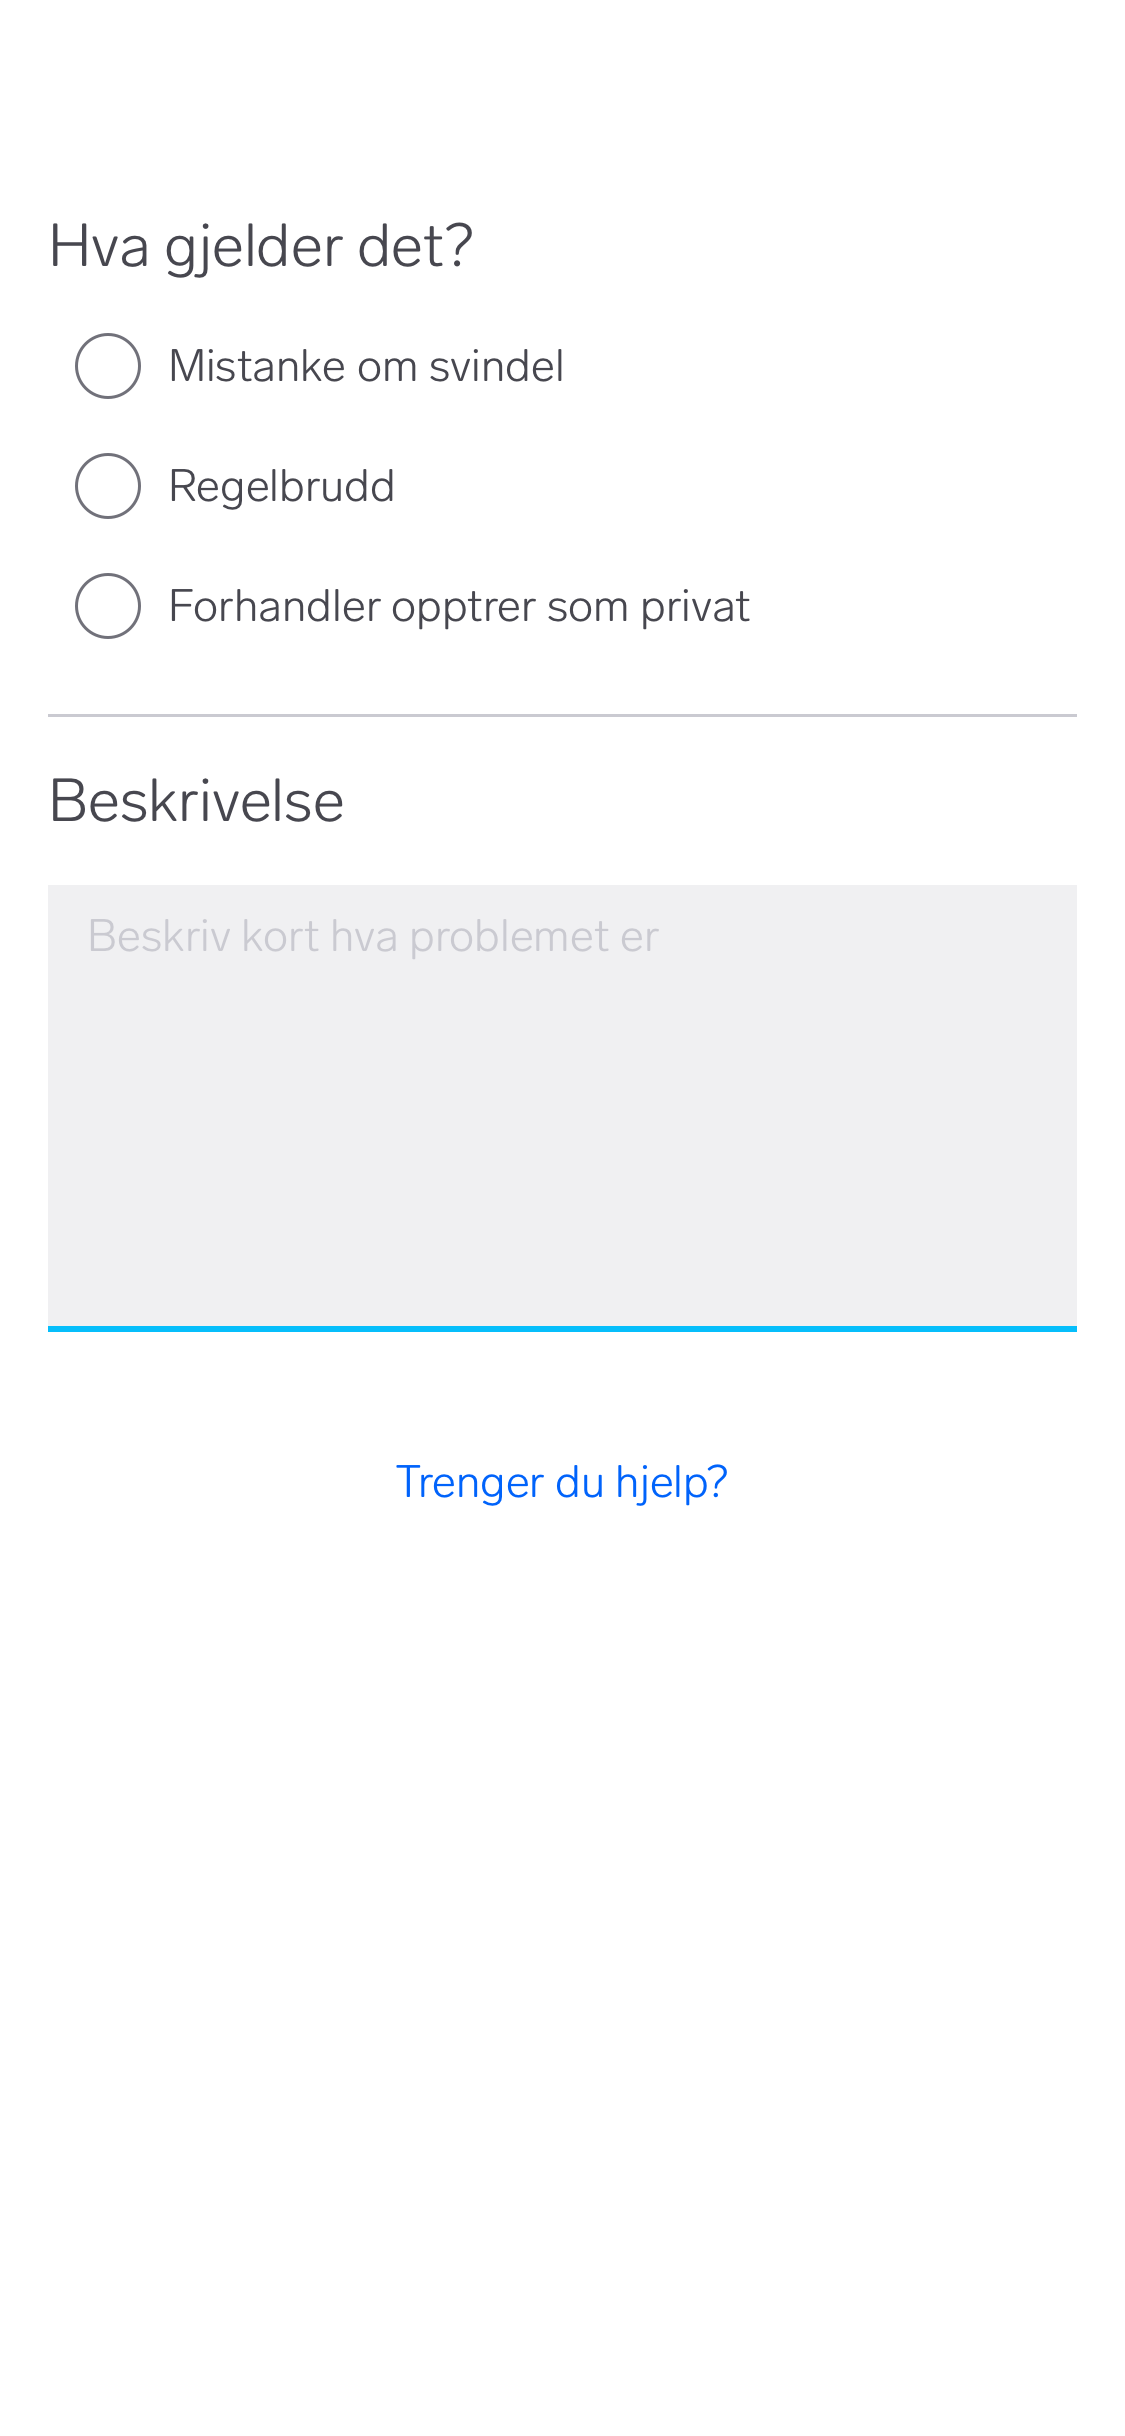 Hva gjelder det?
Mistanke om svindel
Regelbrudd
Forhandler opptrer som privat
Beskrivelse
Beskriv kort hva problemet er
Trenger du hjelp?